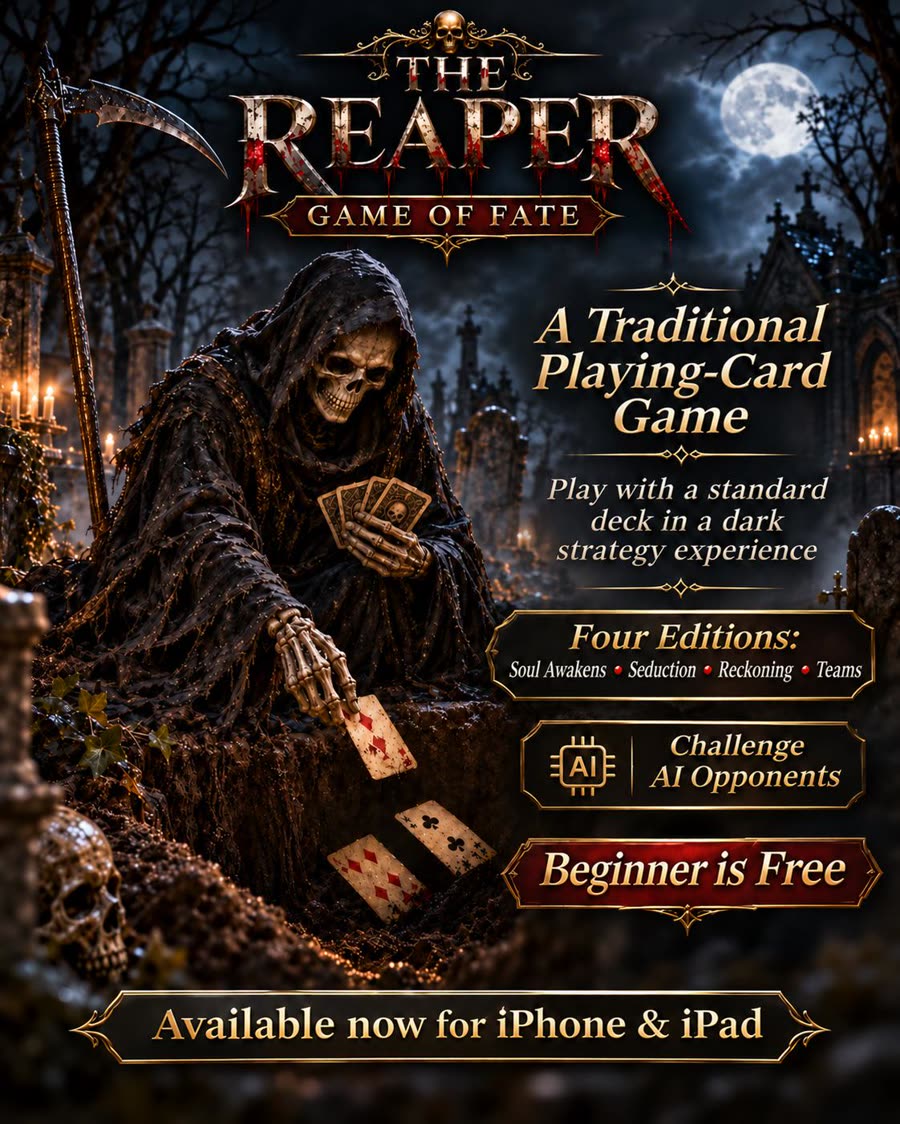 THE
REAPER
GAME OF FATE
A Traditional
Playing-Card
Game
Play with a standard
deck in a dark
strategy experience
Four Editions:
Soul Awakens • Seduction • Reckoning • Teams
AI
Challenge
AI Opponents
Beginner is Free
Available now for iPhone & iPad